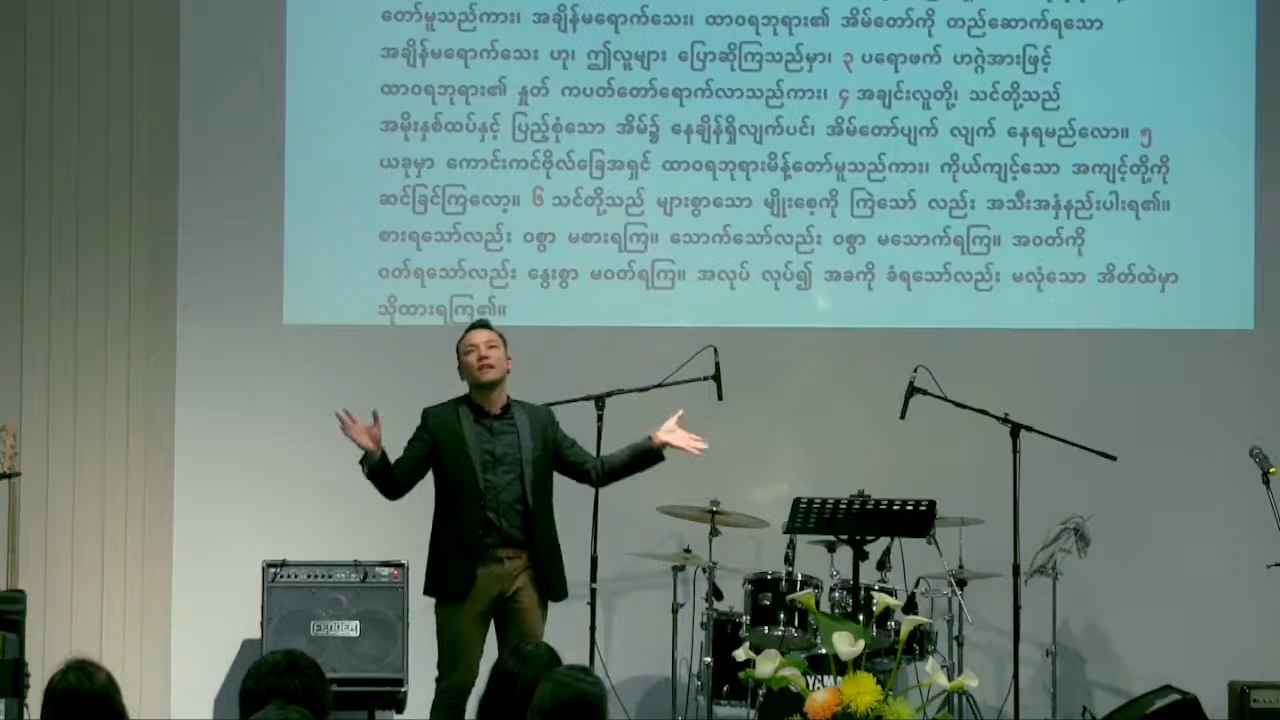 တော်မူသည်ကား၊ အချိန်မရောက်သေး၊ ထာဝရဘုရား၏ အိမ်တော်ကို တည်ဆောက်ရသော
အချိန်မရောက်သေး ဟု၊ ဤလူများ ပြောဆိုကြသည်မှာ၊ ၃ ပရောဖက် ဟဂ္ဂဲအားဖြင့်
ထာဝရဘုရား၏ နှုတ် ကပတ်တော်ရောက်လာသည်ကား၊ ၄ အချင်းလူတို့၊ သင်တို့သည်
အမိုးနှစ်ထပ်နှင့် ပြည့်စုံသော အိမ်၌ နေချိန်ရှိလျက်ပင်၊ အိမ်တော်ပျက် လျက် နေရမည်လော။ ၅
ယခုမှာ ကောင်းကင်ဗိုလ်ခြေအရှင် ထာဝရဘုရားမိန့်တော်မူသည်ကား၊ ကိုယ်ကျင့်သော အကျင့်တို့ကို
ဆင်ခြင်ကြလော့။ ၆ သင်တို့သည် များစွာသော မျိုးစေ့ကို ကြဲသော် လည်း အသီးအနှံနည်းပါးရ၏။
စားရသော်လည်း ဝစွာ မစားရကြ။ သောက်သော်လည်း ဝစွာ မသောက်ရကြ။ အဝတ်ကို
ဝတ်ရသော်လည်း နွေးစွာ မဝတ်ရကြ။ အလုပ် လုပ်၍ အခကို ခံရသော်လည်း မလုံသော အိတ်ထဲမှာ
သိုထားရကြ၏။
FENDER
YAMA